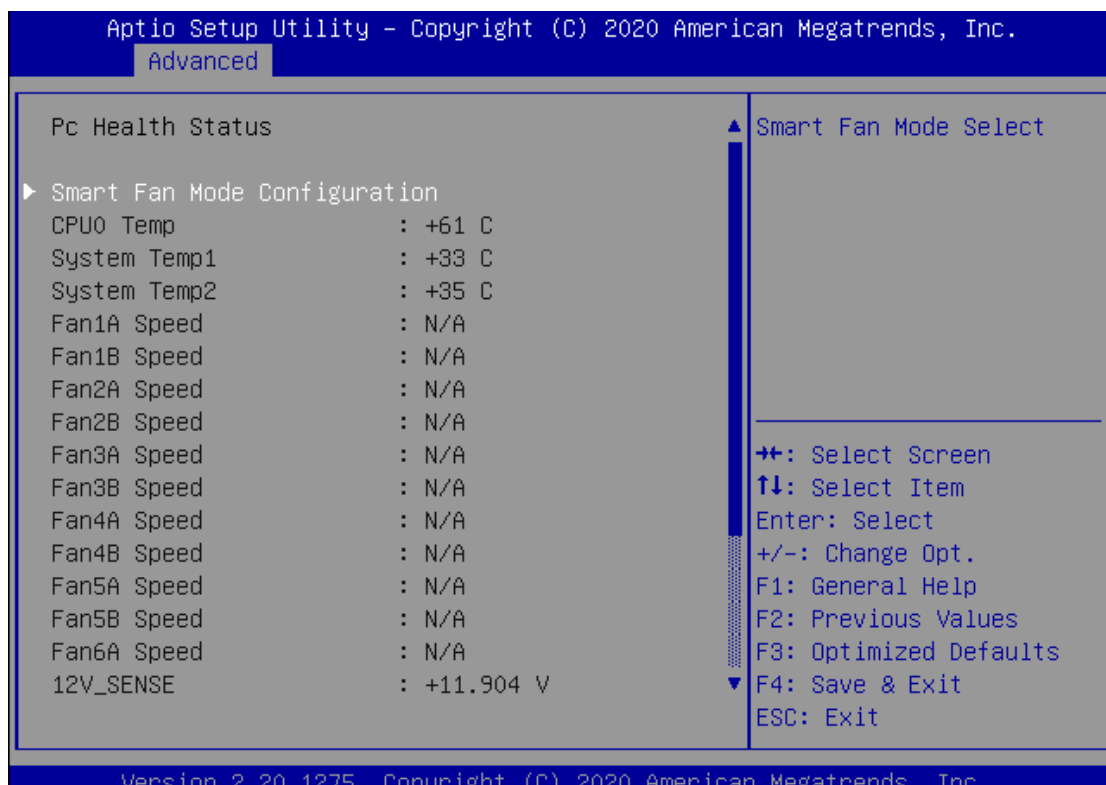 Aptio Setup Utility – Copyright (C) 2020 American Megatrends, Inc.
Advanced
Pc Health Status
Smart Fan Mode Configuration
CPU0 Temp : +61 C
System Temp1 : +33 C
System Temp2 : +35 C
Fan1A Speed : N/A
Fan1B Speed : N/A
Fan2A Speed : N/A
Fan2B Speed : N/A
Fan3A Speed : N/A
Fan3B Speed : N/A
Fan4A Speed : N/A
Fan4B Speed : N/A
Fan5A Speed : N/A
Fan5B Speed : N/A
Fan6A Speed : N/A
12V_SENSE : +11.904 V
Smart Fan Mode Select
→←: Select Screen
↑↓: Select Item
Enter: Select
+/-: Change Opt.
F1: General Help
F2: Previous Values
F3: Optimized Defaults
F4: Save & Exit
ESC: Exit
Version 2.20.1275. Copyright (C) 2020 American Megatrends, Inc.